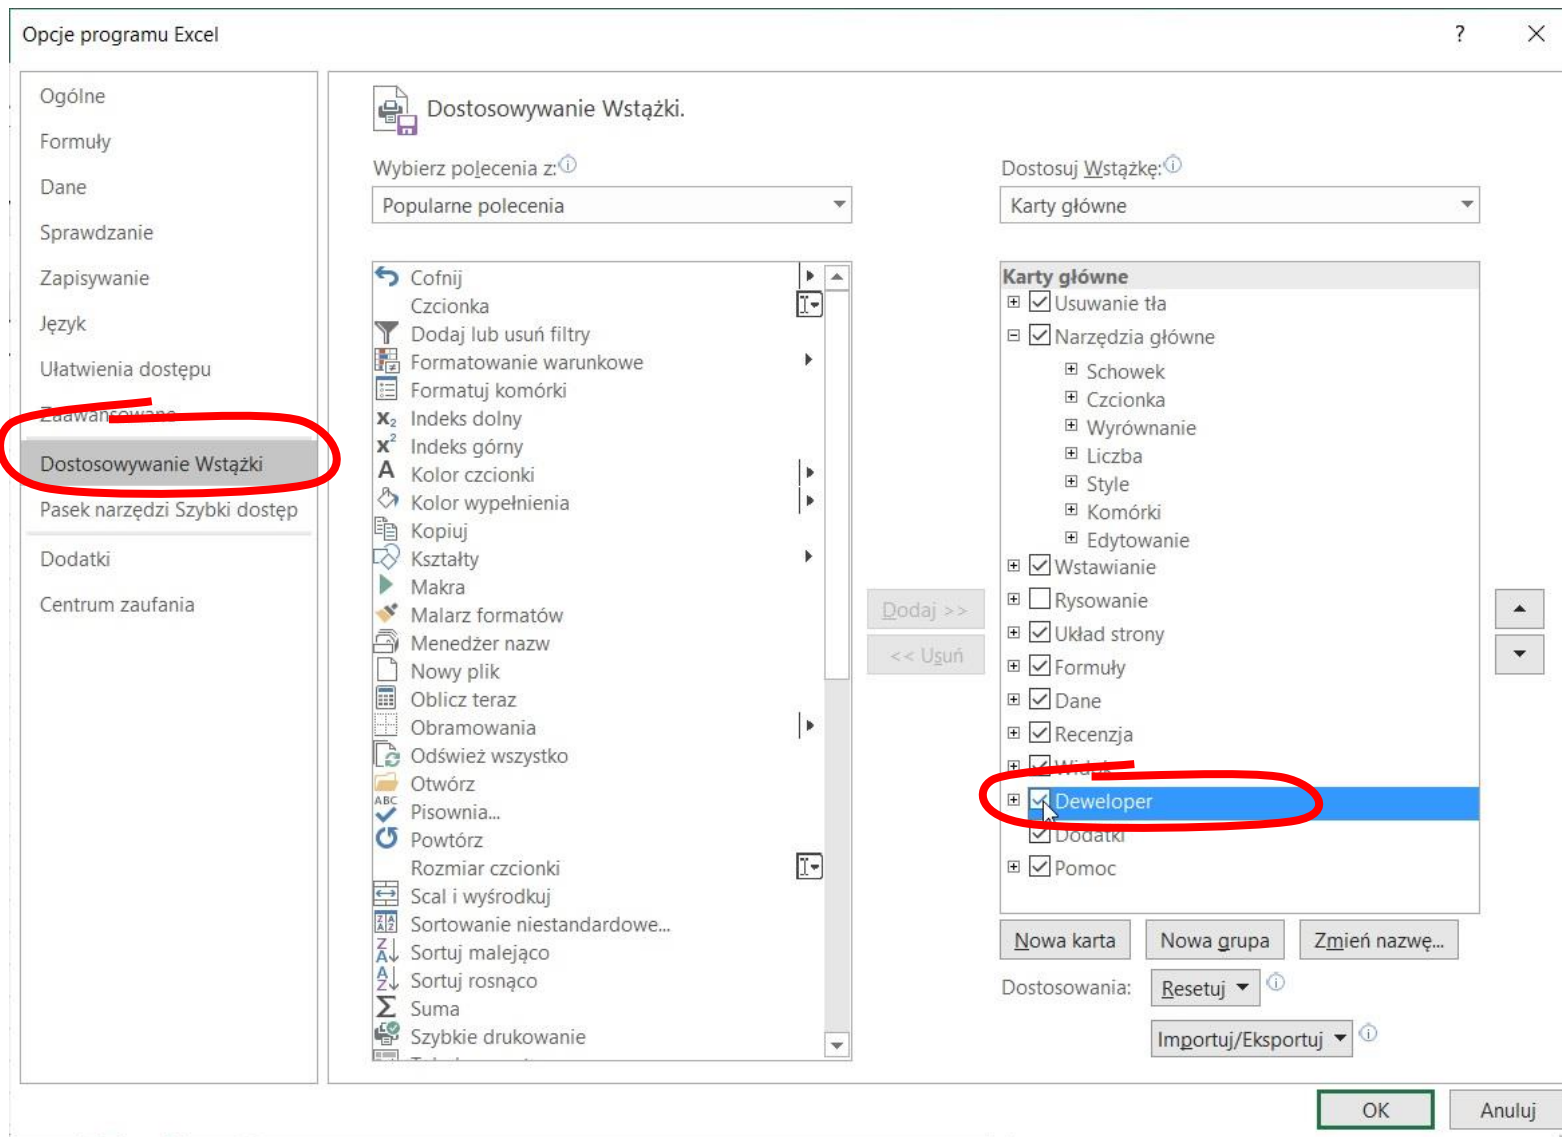 Opcje programu Excel
?
Ogólne
Formuły
Dane
Sprawdzanie
Zapisywanie
Język
Ułatwienia dostępu
Zaawansowane
Dostosowywanie Wstążki
Pasek narzędzi Szybki dostęp
Dodatki
Centrum zaufania
Dostosowywanie Wstążki.
Wybierz polecenia z:
Popularne polecenia
Cofnij
Czcionka
Dodaj lub usuń filtry
Formatowanie warunkowe
Formatuj komórki
Indeks dolny
Indeks górny
Kolor czcionki
Kolor wypełnienia
Kopiuj
Kształty
Makra
Malarz formatów
Menedżer nazw
Nowy plik
Oblicz teraz
Obramowania
Odśwież wszystko
Otwórz
Pisownia...
Powtórz
Rozmiar czcionki
Scal i wyśrodkuj
Sortowanie niestandardowe...
Sortuj malejąco
Sortuj rosnąco
Suma
Szybkie drukowanie
Dodaj >>
<< Usuń
Dostosuj Wstążkę:
Karty główne
Karty główne
Usuwanie tła
Narzędzia główne
Schowek
Czcionka
Wyrównanie
Liczba
Style
Komórki
Edytowanie
Wstawianie
Rysowanie
Układ strony
Formuły
Dane
Recenzja
Widok
Deweloper
Dodatki
Pomoc
Nowa karta
Nowa grupa
Zmień nazwę...
Dostosowania:
Resetuj
Importuj/Eksportuj
OK
Anuluj